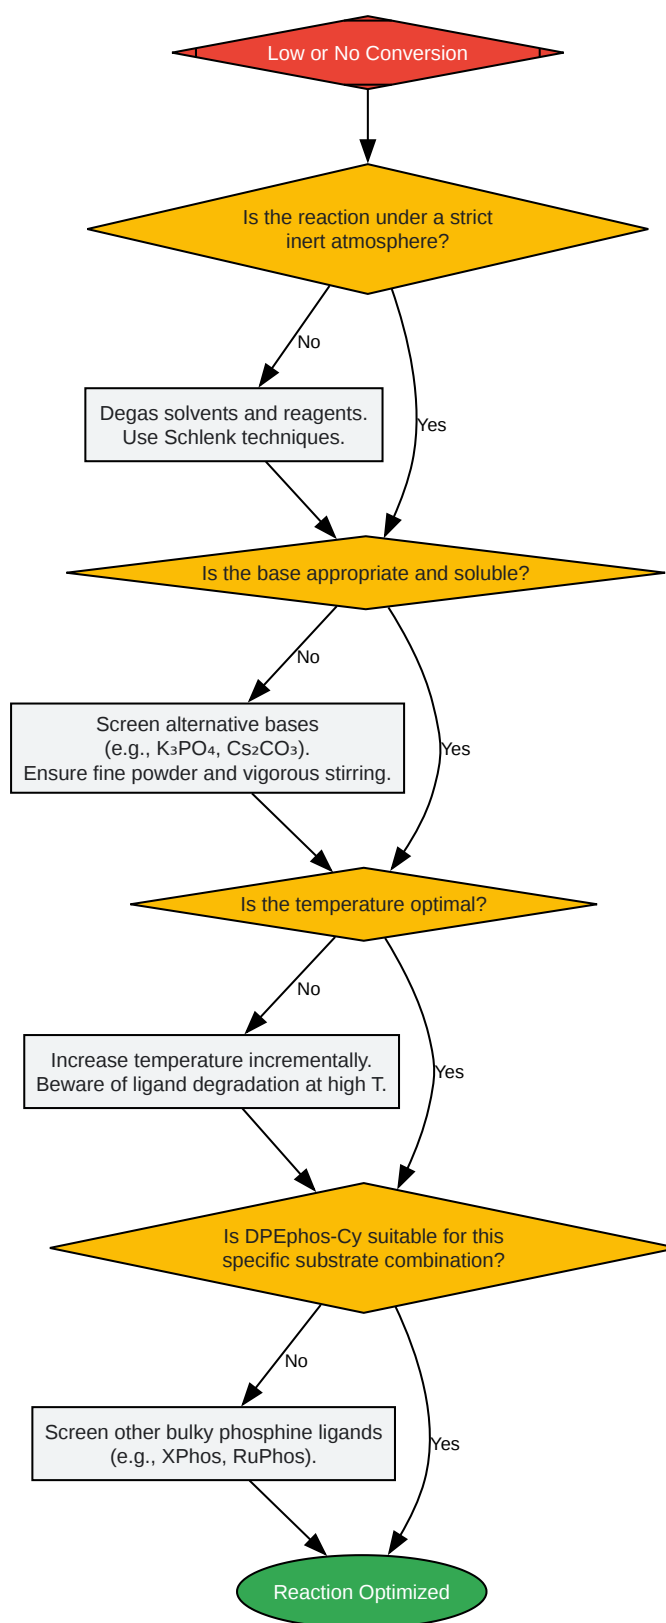 Low or No Conversion
Is the reaction under a strict
inert atmosphere?
No
Degas solvents and reagents.
Use Schlenk techniques.
Yes
Is the base appropriate and soluble?
No
Screen alternative bases
(e.g., K₃PO₄, Cs₂CO₃).
Ensure fine powder and vigorous stirring.
Yes
Is the temperature optimal?
No
Increase temperature incrementally.
Beware of ligand degradation at high T.
Yes
Is DPEphos-Cy suitable for this
specific substrate combination?
No
Screen other bulky phosphine ligands
(e.g., XPhos, RuPhos).
Yes
Reaction Optimized